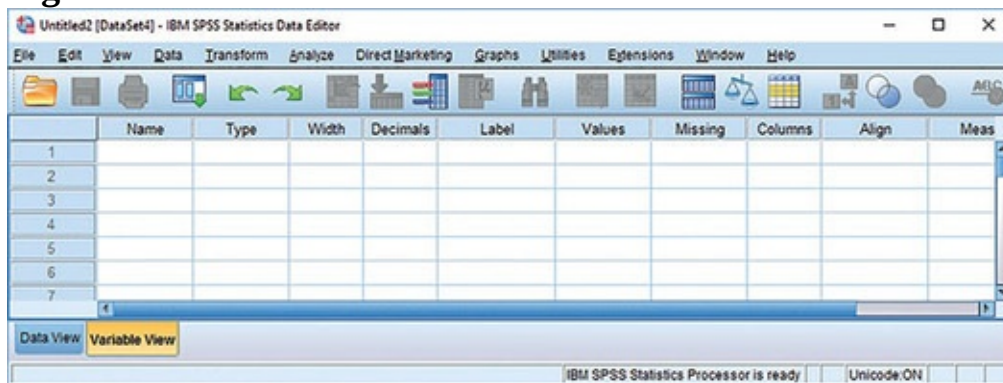 Untitled2 [DataSet4] - IBM SPSS Statistics Data Editor
File Edit View Data Transform Analyze Direct Marketing Graphs Utilities Extensions Window Help
Name Type Width Decimals Label Values Missing Columns Align Meas
1
2
3
4
5
6
7
Data View Variable View
IBM SPSS Statistics Processor is ready Unicode:ON